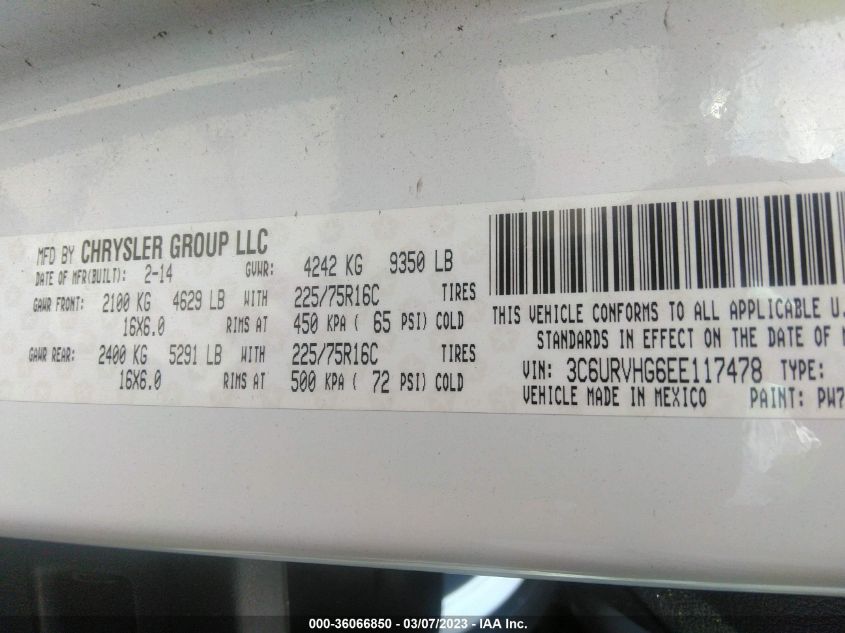 MFD BY CHRYSLER GROUP LLC
DATE OF MFR(BUILT): 2-14 GVWR: 4242 KG 9350 LB
GAWR FRONT: 2100 KG 4629 LB WITH 225/75R16C TIRES
16X6.0 RIMS AT 450 KPA ( 65 PSI) COLD
GAWR REAR: 2400 KG 5291 LB WITH 225/75R16C TIRES
16X6.0 RIMS AT 500 KPA ( 72 PSI) COLD
THIS VEHICLE CONFORMS TO ALL APPLICABLE U.
STANDARDS IN EFFECT ON THE DATE OF
VIN: 3C6URVHG6EE117478 TYPE:
VEHICLE MADE IN MEXICO PAINT: PW7
000-36066850 — 03/07/2023 — IAA Inc.